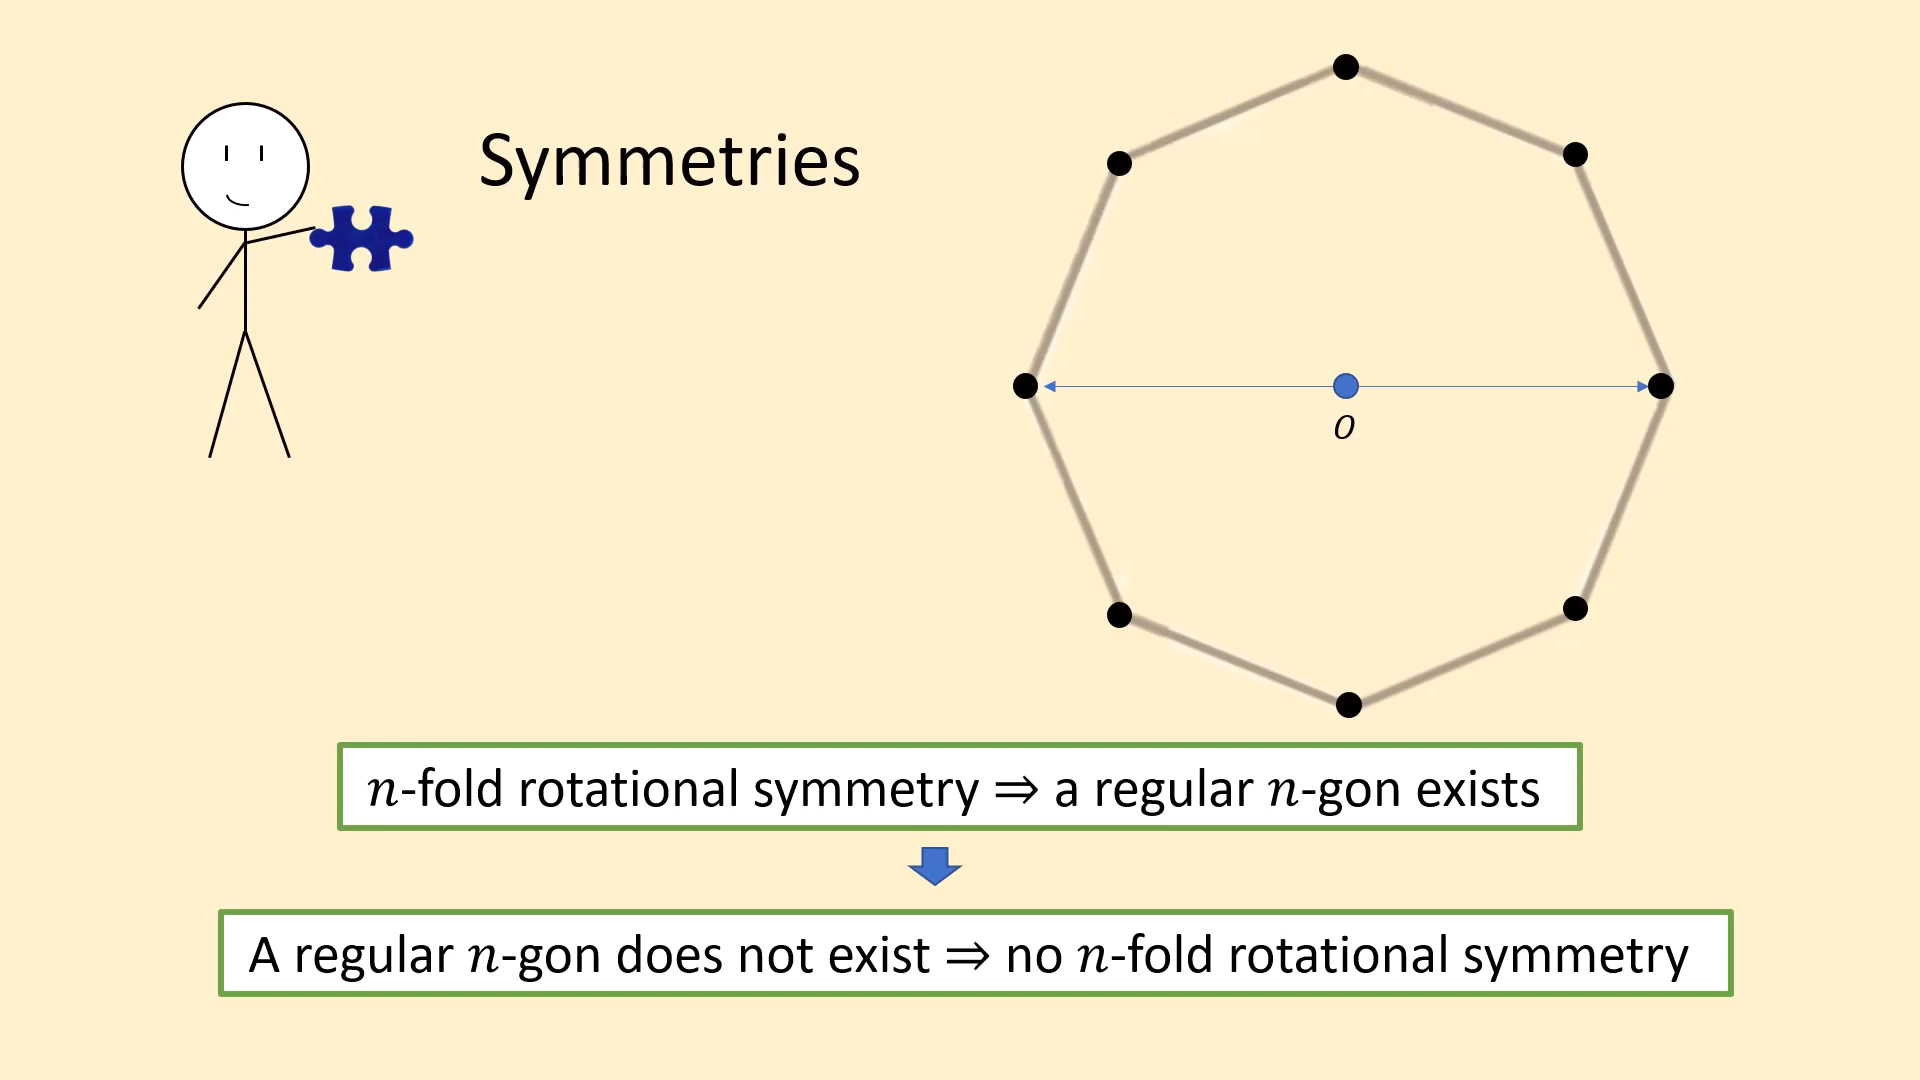 Symmetries
O
n-fold rotational symmetry ⇒ a regular n-gon exists
A regular n-gon does not exist ⇒ no n-fold rotational symmetry